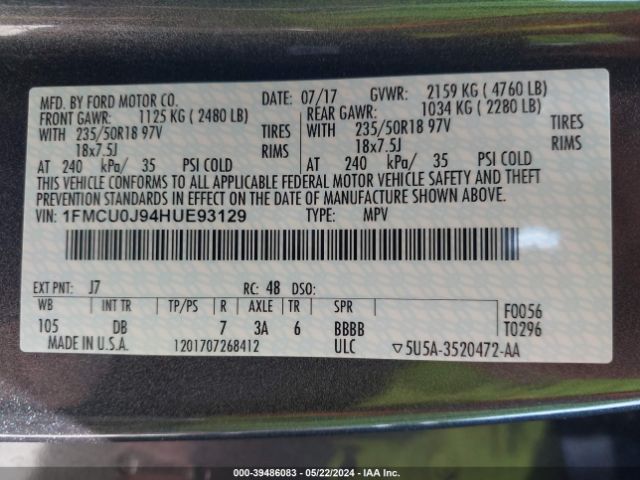 MFD. BY FORD MOTOR CO. DATE: 07/17 GVWR: 2159 KG ( 4760 LB)
FRONT GAWR: 1125 KG ( 2480 LB) REAR GAWR: 1034 KG ( 2280 LB)
WITH 235/50R18 97V TIRES WITH 235/50R18 97V TIRES
18x7.5J RIMS 18x7.5J RIMS
AT 240 kPa/ 35 PSI COLD AT 240 kPa/ 35 PSI COLD
THIS VEHICLE CONFORMS TO ALL APPLICABLE FEDERAL MOTOR VEHICLE SAFETY AND THEFT
PREVENTION STANDARDS IN EFFECT ON THE DATE OF MANUFACTURE SHOWN ABOVE.
VIN: 1FMCU0J94HUE93129 TYPE: MPV
EXT PNT: J7 RC: 48 DSO:
WB INT TR TP/PS R AXLE TR SPR F0056
105 DB 7 3A 6 BBBB T0296
MADE IN U.S.A. 1201707268412 ULC ▽5U5A-3520472-AA
000-39486083 - 05/22/2024 - IAA Inc.